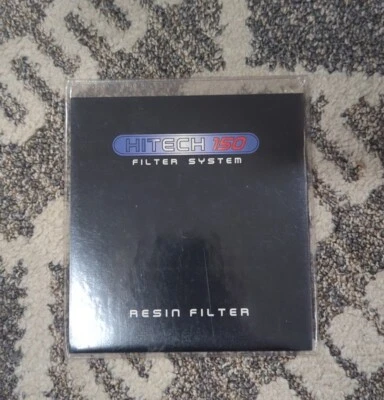 HITECH 150
FILTER SYSTEM
RESIN FILTER